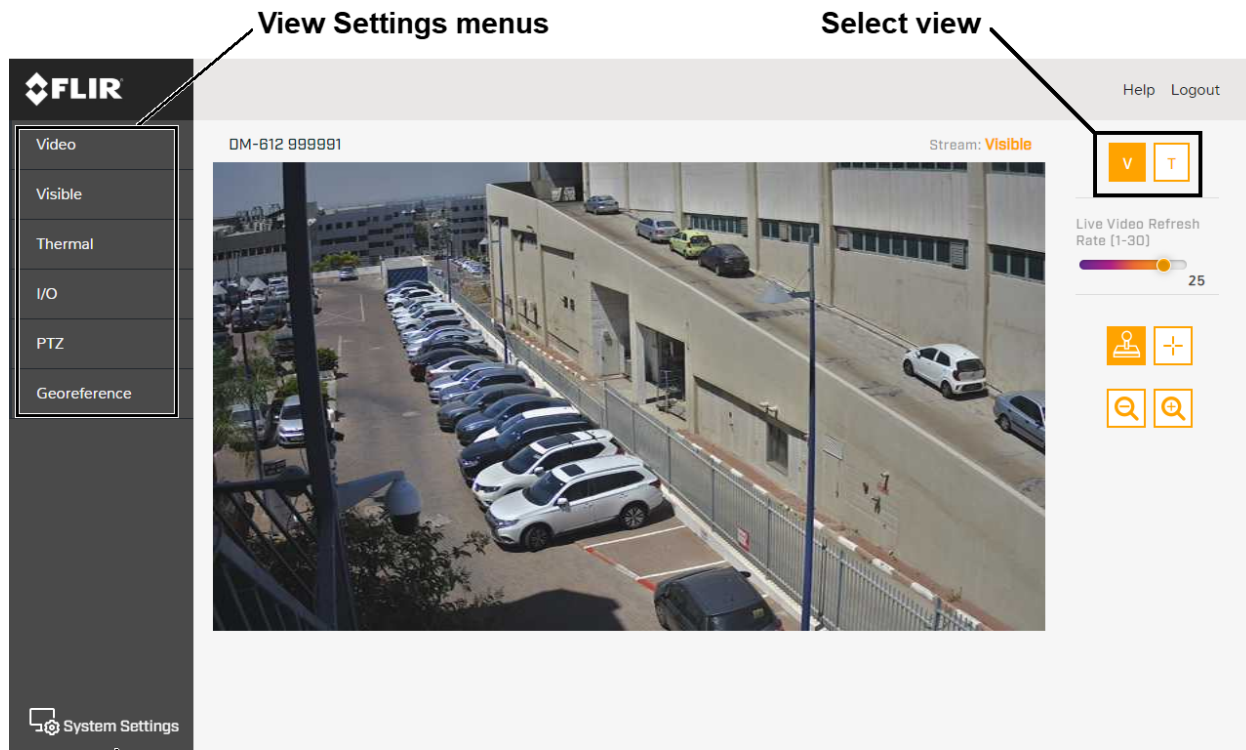 View Settings menus
Select view
FLIR
Help Logout
Video
DM-612 999991
Stream: Visible
V T
Visible
Live Video Refresh
Rate [1-30]
25
Thermal
I/O
PTZ
Georeference
System Settings